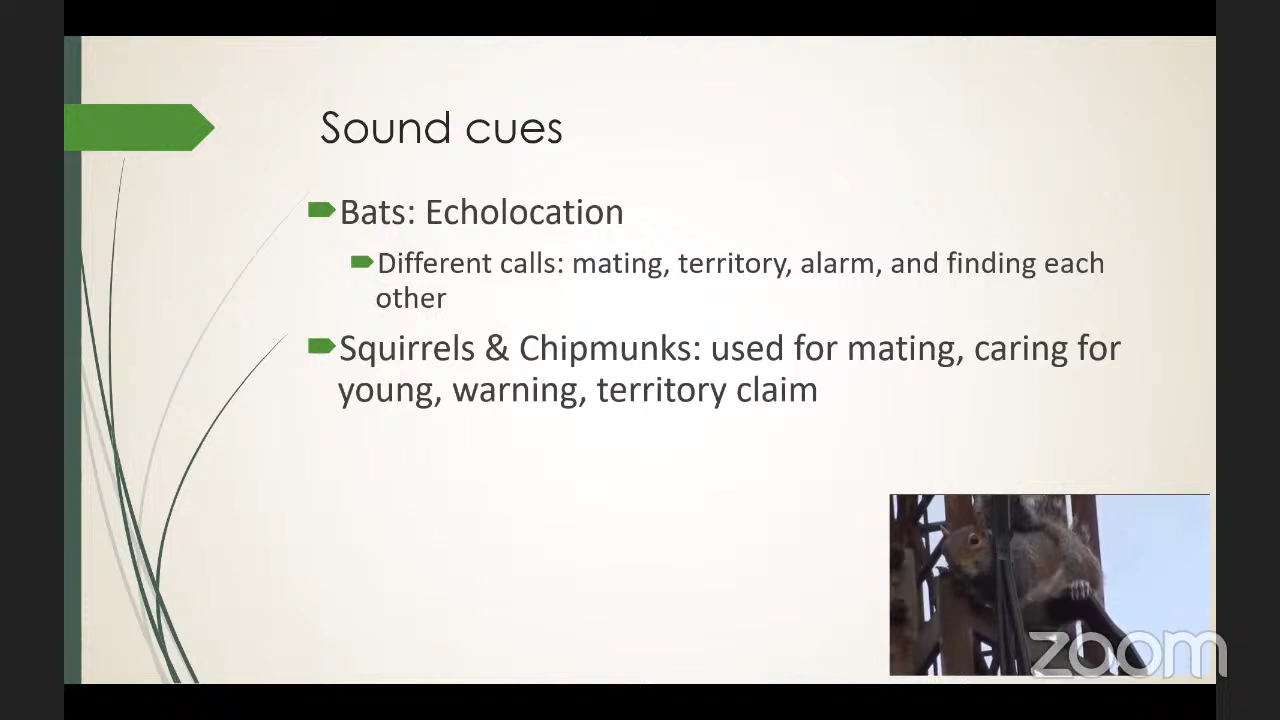 Sound cues
Bats: Echolocation
Different calls: mating, territory, alarm, and finding each
other
Squirrels & Chipmunks: used for mating, caring for
young, warning, territory claim
zoom